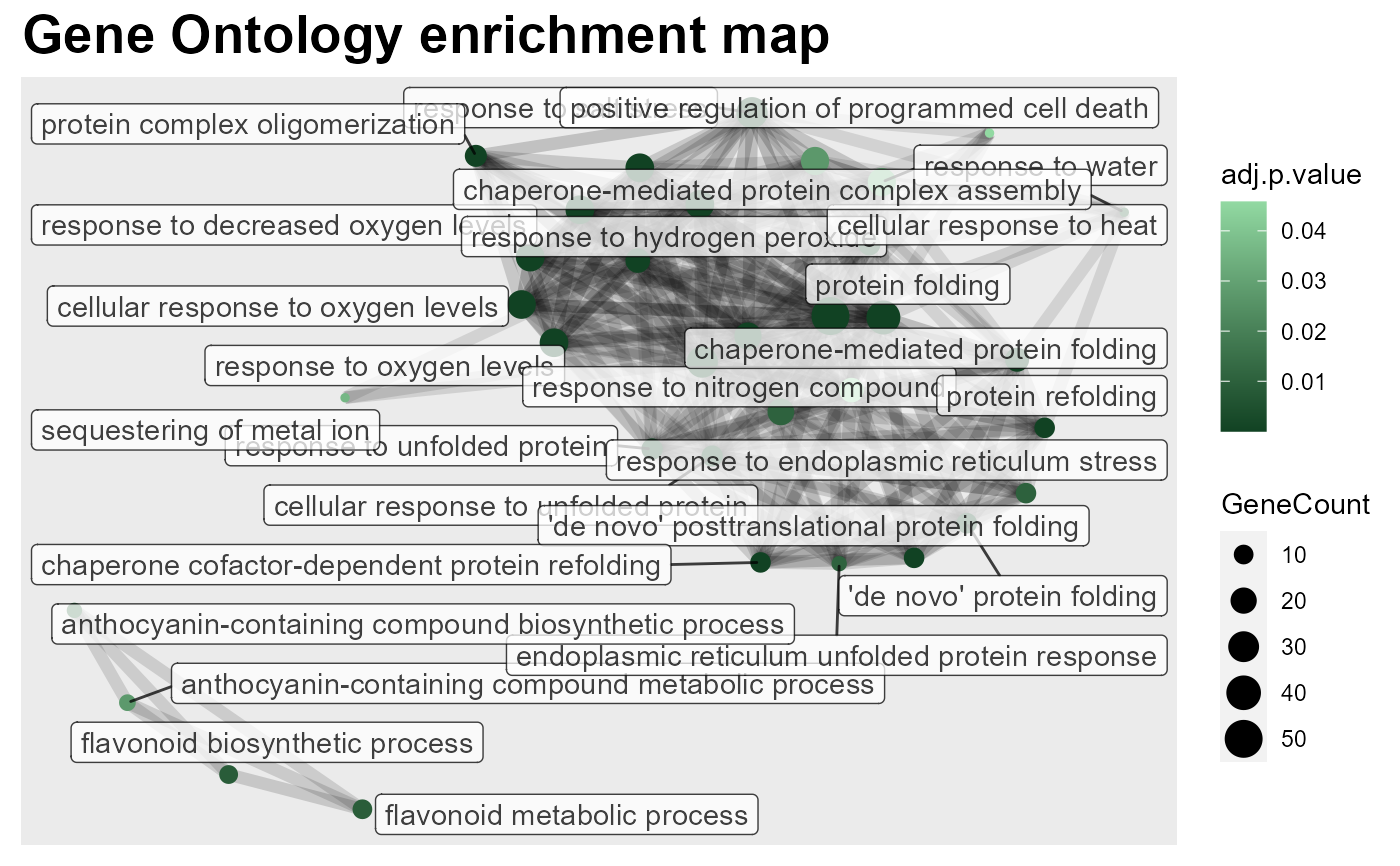 Gene Ontology enrichment map
response to salt stress
positive regulation of programmed cell death
protein complex oligomerization
response to water
chaperone-mediated protein complex assembly
response to decreased oxygen levels
cellular response to heat
response to hydrogen peroxide
protein folding
cellular response to oxygen levels
chaperone-mediated protein folding
response to oxygen levels
response to nitrogen compound
protein refolding
sequestering of metal ion
response to unfolded protein
response to endoplasmic reticulum stress
cellular response to unfolded protein
'de novo' posttranslational protein folding
chaperone cofactor-dependent protein refolding
'de novo' protein folding
anthocyanin-containing compound biosynthetic process
endoplasmic reticulum unfolded protein response
anthocyanin-containing compound metabolic process
flavonoid biosynthetic process
flavonoid metabolic process
adj.p.value
0.04
0.03
0.02
0.01
GeneCount
10
20
30
40
50